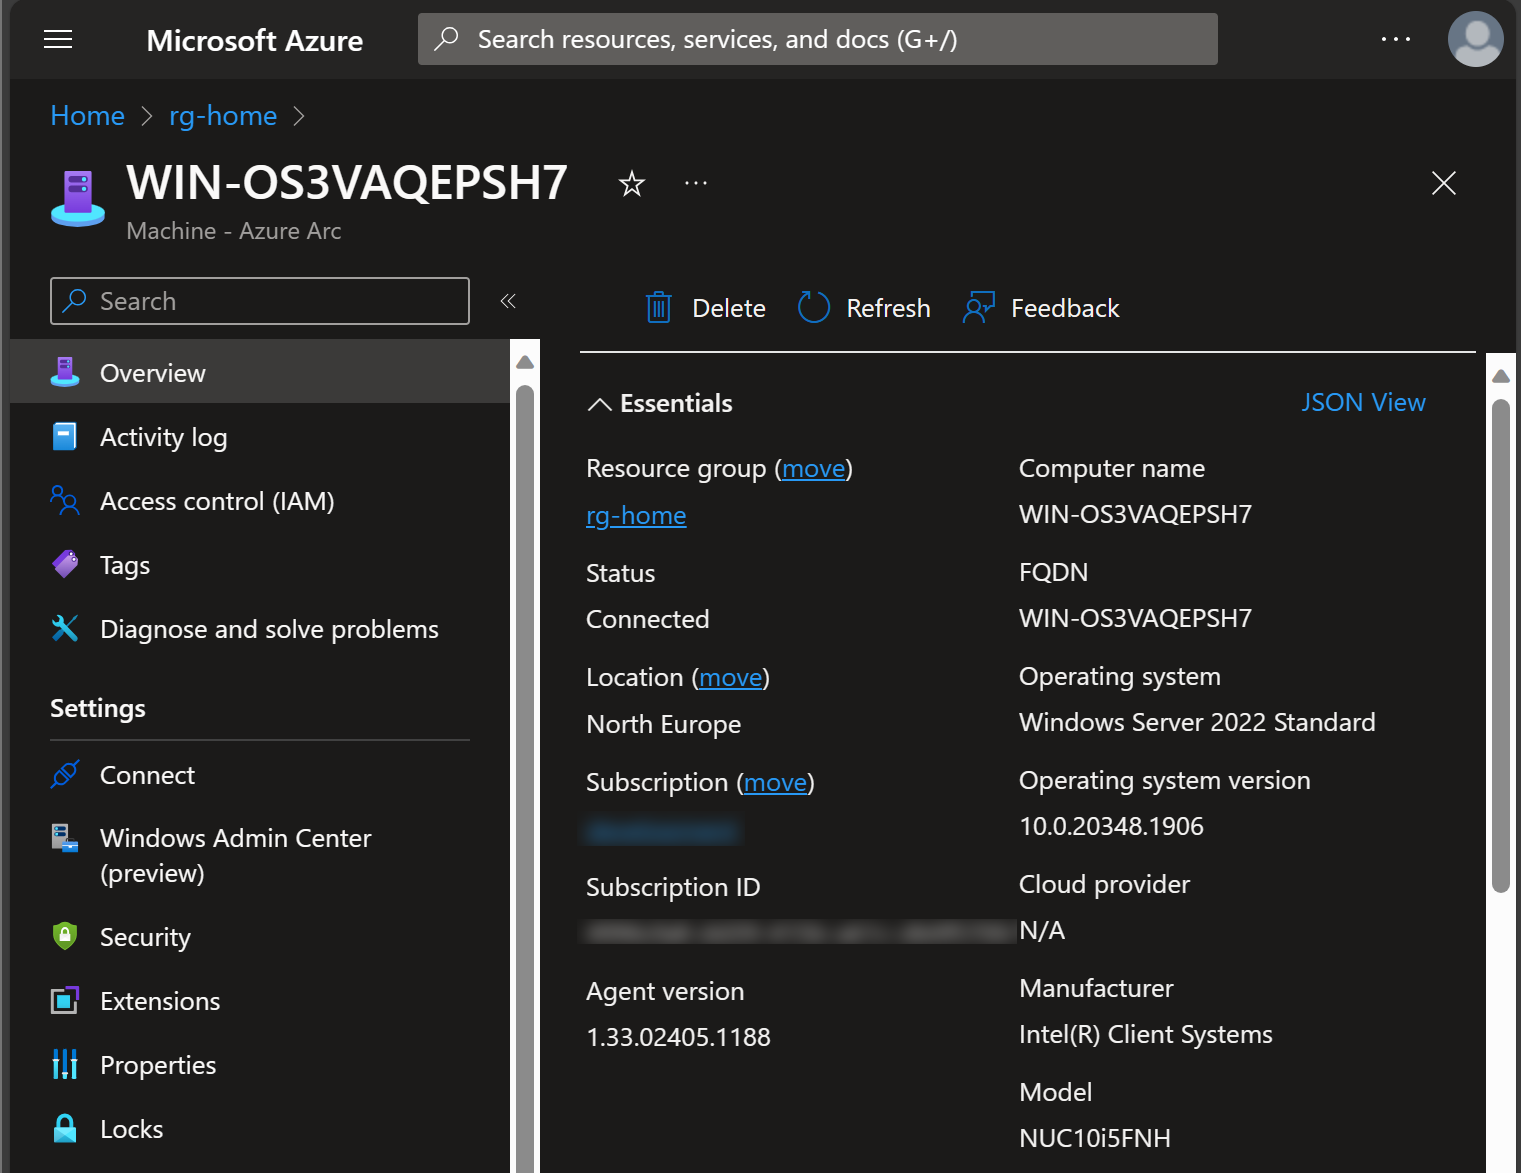 Microsoft Azure
Search resources, services, and docs (G+/)
Home
rg-home
WIN-OS3VAQEPSH7
Machine - Azure Arc
Search
Overview
Activity log
Access control (IAM)
Tags
Diagnose and solve problems
Settings
Connect
Windows Admin Center
(preview)
Security
Extensions
Properties
Locks
Delete
Refresh
Feedback
Essentials
JSON View
Resource group (move)
rg-home
Status
Connected
Location (move)
North Europe
Subscription (move)
Subscription ID
Agent version
1.33.02405.1188
Computer name
WIN-OS3VAQEPSH7
FQDN
WIN-OS3VAQEPSH7
Operating system
Windows Server 2022 Standard
Operating system version
10.0.20348.1906
Cloud provider
N/A
Manufacturer
Intel(R) Client Systems
Model
NUC10i5FNH